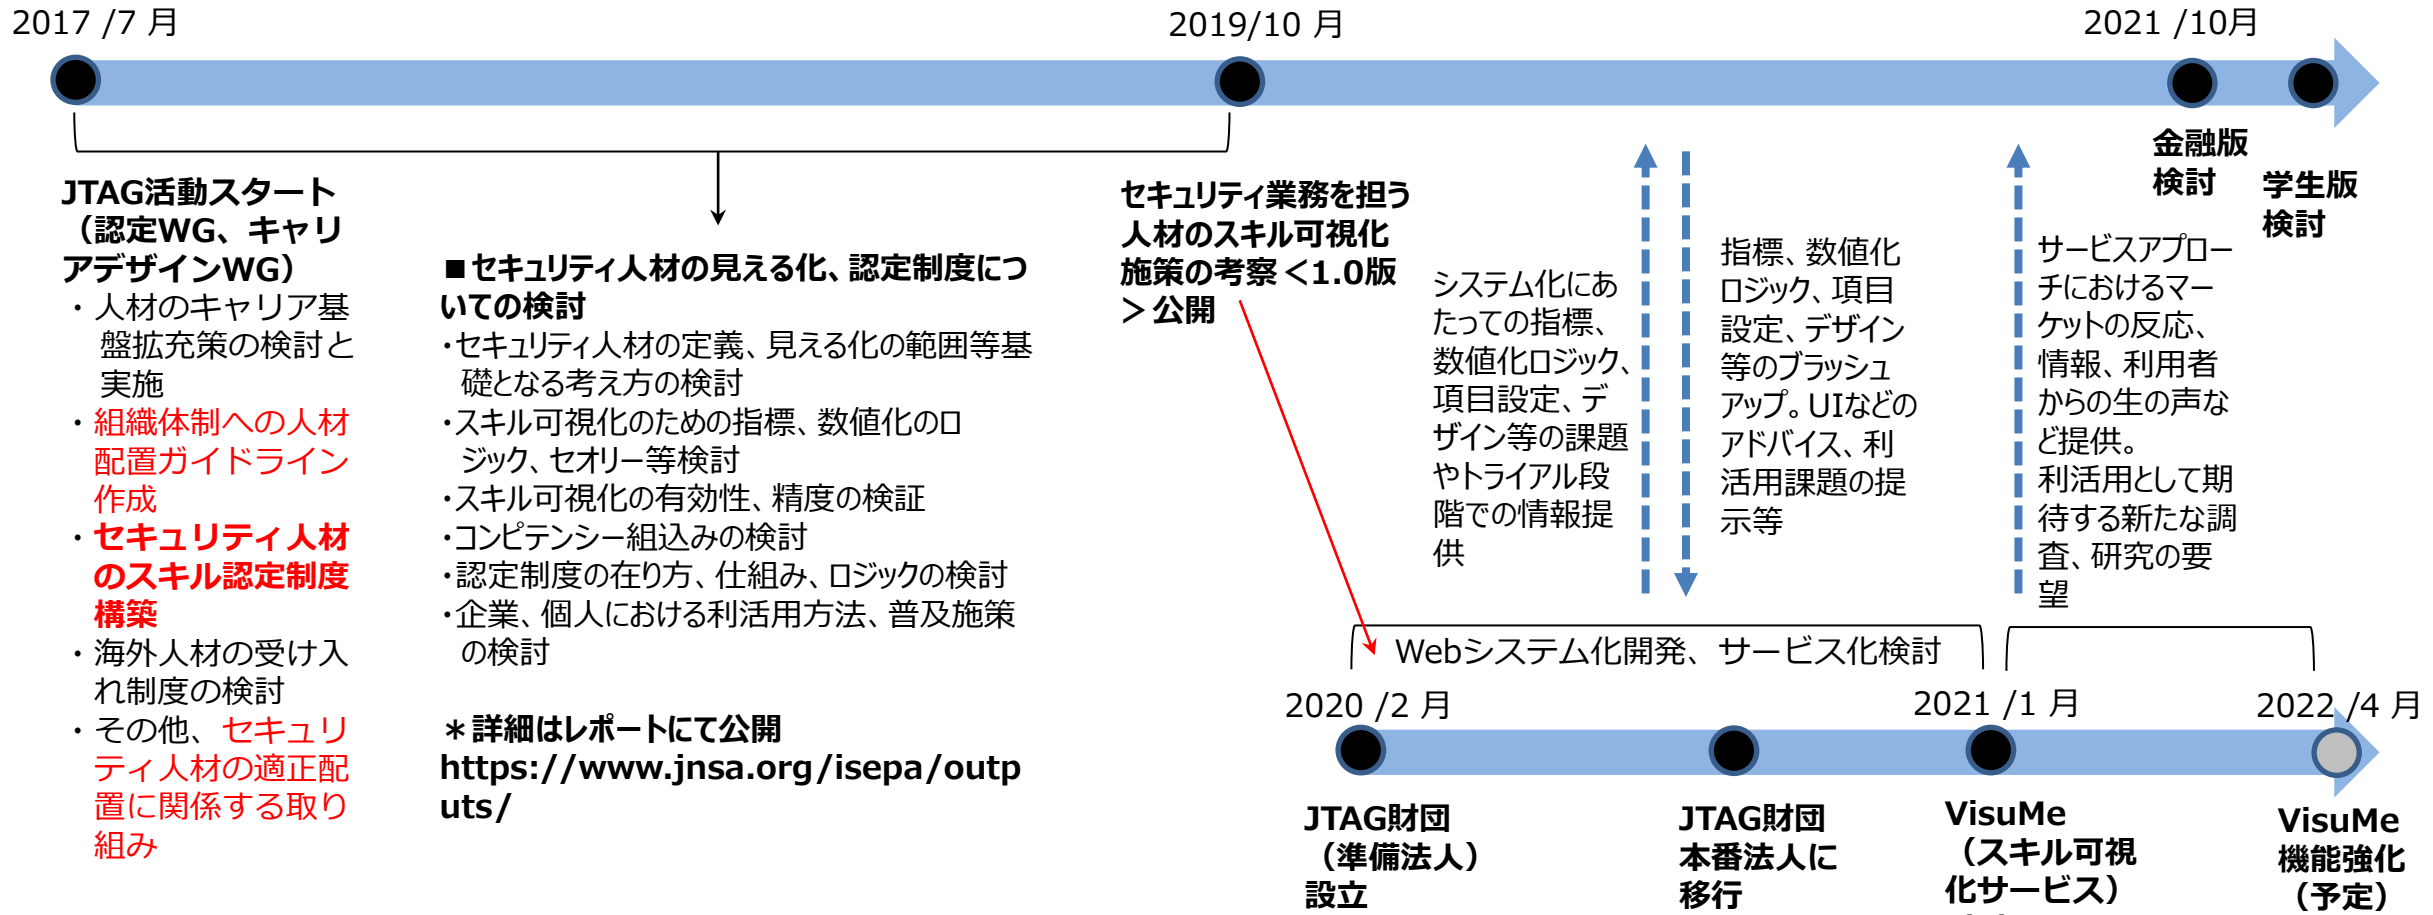 2017 /7 月
2019/10 月
2021 /10月
金融版
検討
学生版
検討
JTAG活動スタート
（認定WG、キャリ
アデザインWG）
・人材のキャリア基
盤拡充策の検討と
実施
・組織体制への人材
配置ガイドライン
作成
・セキュリティ人材
のスキル認定制度
構築
・海外人材の受け入
れ制度の検討
・その他、セキュリ
ティ人材の適正配
置に関係する取り
組み
■セキュリティ人材の見える化、認定制度につ
いての検討
・セキュリティ人材の定義、見える化の範囲等基
礎となる考え方の検討
・スキル可視化のための指標、数値化のロ
ジック、セオリー等検討
・スキル可視化の有効性、精度の検証
・コンピテンシー組込みの検討
・認定制度の在り方、仕組み、ロジックの検討
・企業、個人における利活用方法、普及施策
の検討
＊詳細はレポートにて公開
https://www.jnsa.org/isepa/outp
uts/
セキュリティ業務を担う
人材のスキル可視化
施策の考察＜1.0版
＞公開
システム化にあ
たっての指標、
数値化ロジック、
項目設定、デ
ザイン等の課題
やトライアル段
階での情報提
供
指標、数値化
ロジック、項目
設定、デザイン
等のブラッシュ
アップ。UIなどの
アドバイス、利
活用課題の提
示等
サービスアプロー
チにおけるマー
ケットの反応、
情報、利用者
からの生の声な
ど提供。
利活用として期
待する新たな調
査、研究の要
望
Webシステム化開発、サービス化検討
2020 /2 月
2021 /1 月
2022 /4 月
JTAG財団
（準備法人）
設立
JTAG財団
本番法人に
移行
VisuMe
（スキル可視
化サービス）
VisuMe
機能強化
（予定）